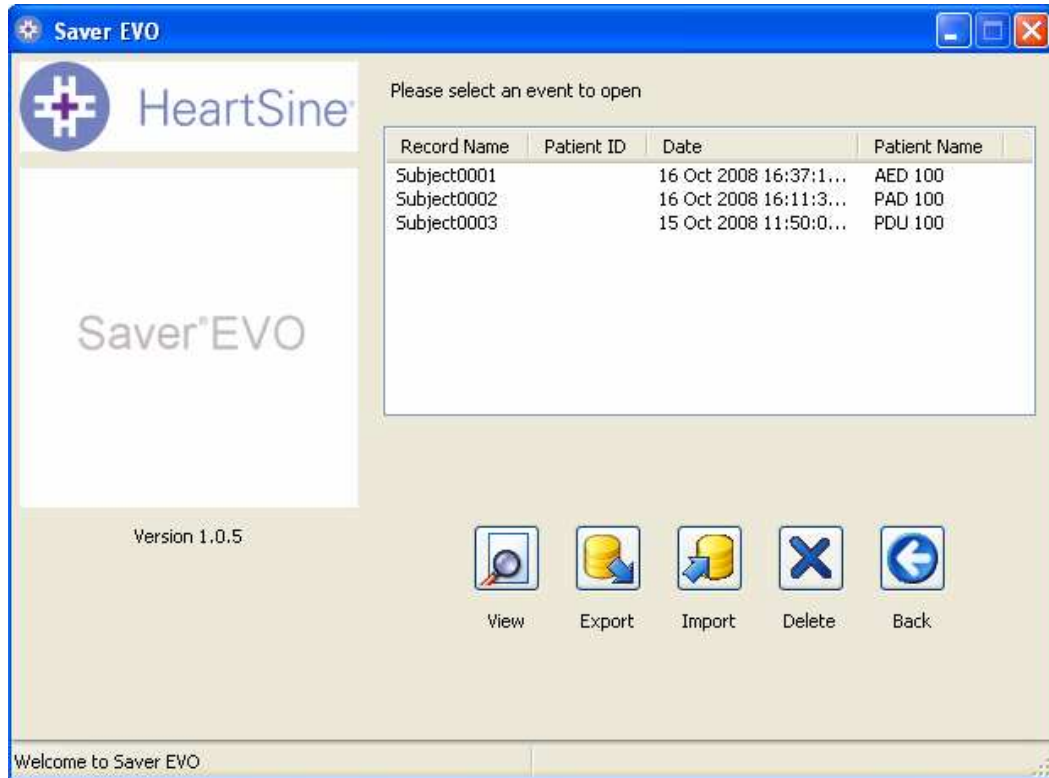 Saver EVO
HeartSine®
Please select an event to open
Record Name Patient ID Date Patient Name
Subject0001 16 Oct 2008 16:37:1... AED 100
Subject0002 16 Oct 2008 16:11:3... PAD 100
Subject0003 15 Oct 2008 11:50:0... PDU 100
Saver® EVO
Version 1.0.5
View Export Import Delete Back
Welcome to Saver EVO